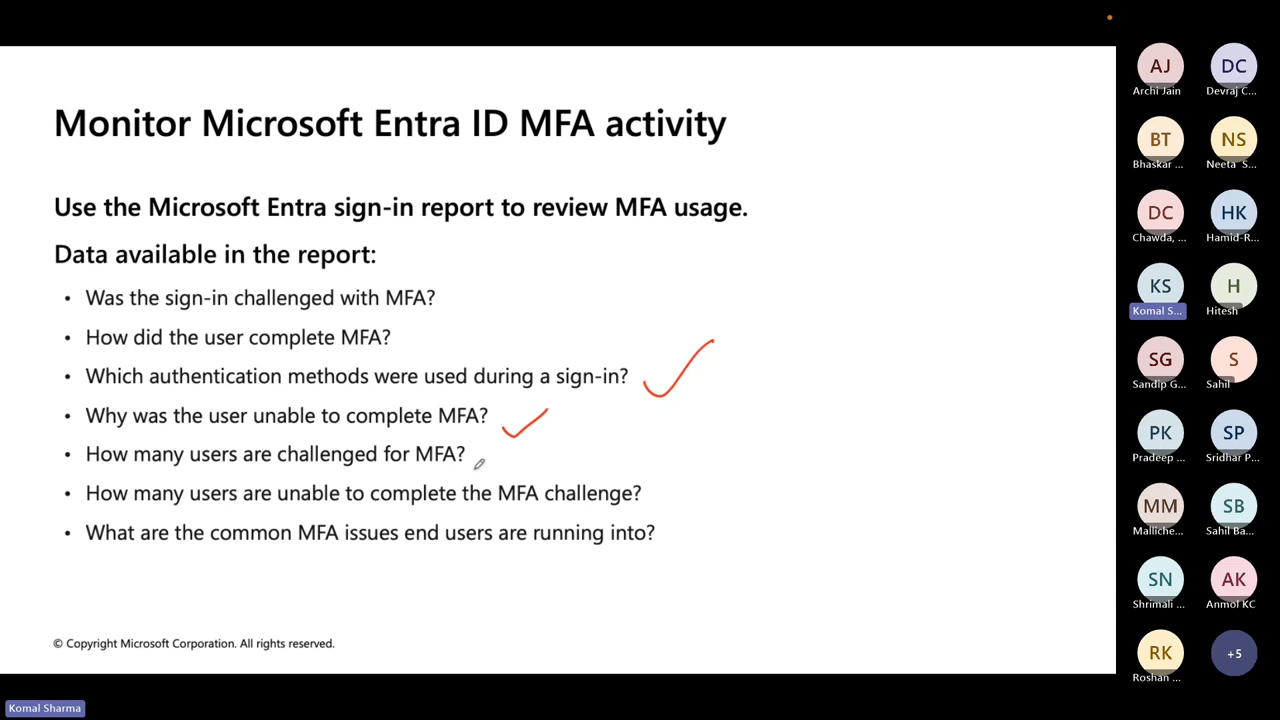 Monitor Microsoft Entra ID MFA activity
Use the Microsoft Entra sign-in report to review MFA usage.
Data available in the report:
• Was the sign-in challenged with MFA?
• How did the user complete MFA?
• Which authentication methods were used during a sign-in?
• Why was the user unable to complete MFA?
• How many users are challenged for MFA?
• How many users are unable to complete the MFA challenge?
• What are the common MFA issues end users are running into?
© Copyright Microsoft Corporation. All rights reserved.
Komal Sharma
AJ
Archi Jain
DC
Devraj C...
BT
Bhaskar ...
NS
Neeta S...
DC
Chawda, ...
HK
Hamid-R...
KS
Komal S...
H
Hitesh
SG
Sandip G...
S
Sahil
PK
Pradeep ...
SP
Sridhar P...
MM
Malliche...
SB
Sahil Ba...
SN
Shrimali ...
AK
Anmol KC
RK
Roshan ...
+5